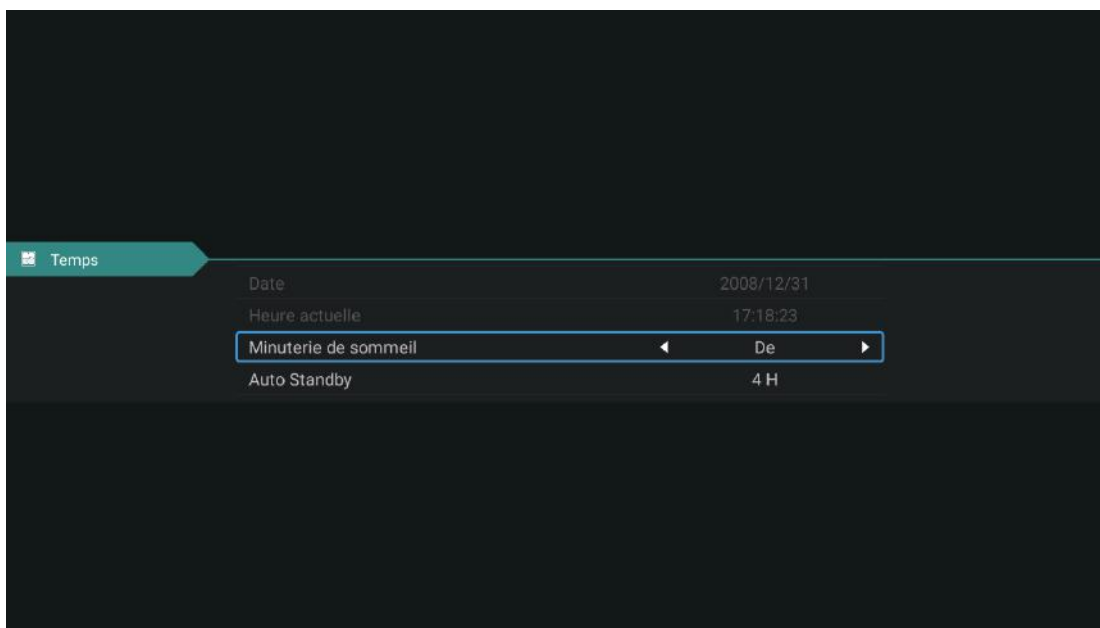 Temps
Date 2008/12/31
Heure actuelle 17:18:23
Minuterie de sommeil De
Auto Standby 4 H